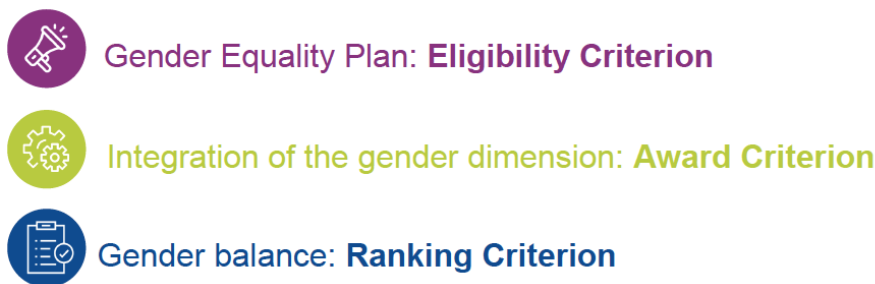 Gender Equality Plan: Eligibility Criterion
Integration of the gender dimension: Award Criterion
Gender balance: Ranking Criterion